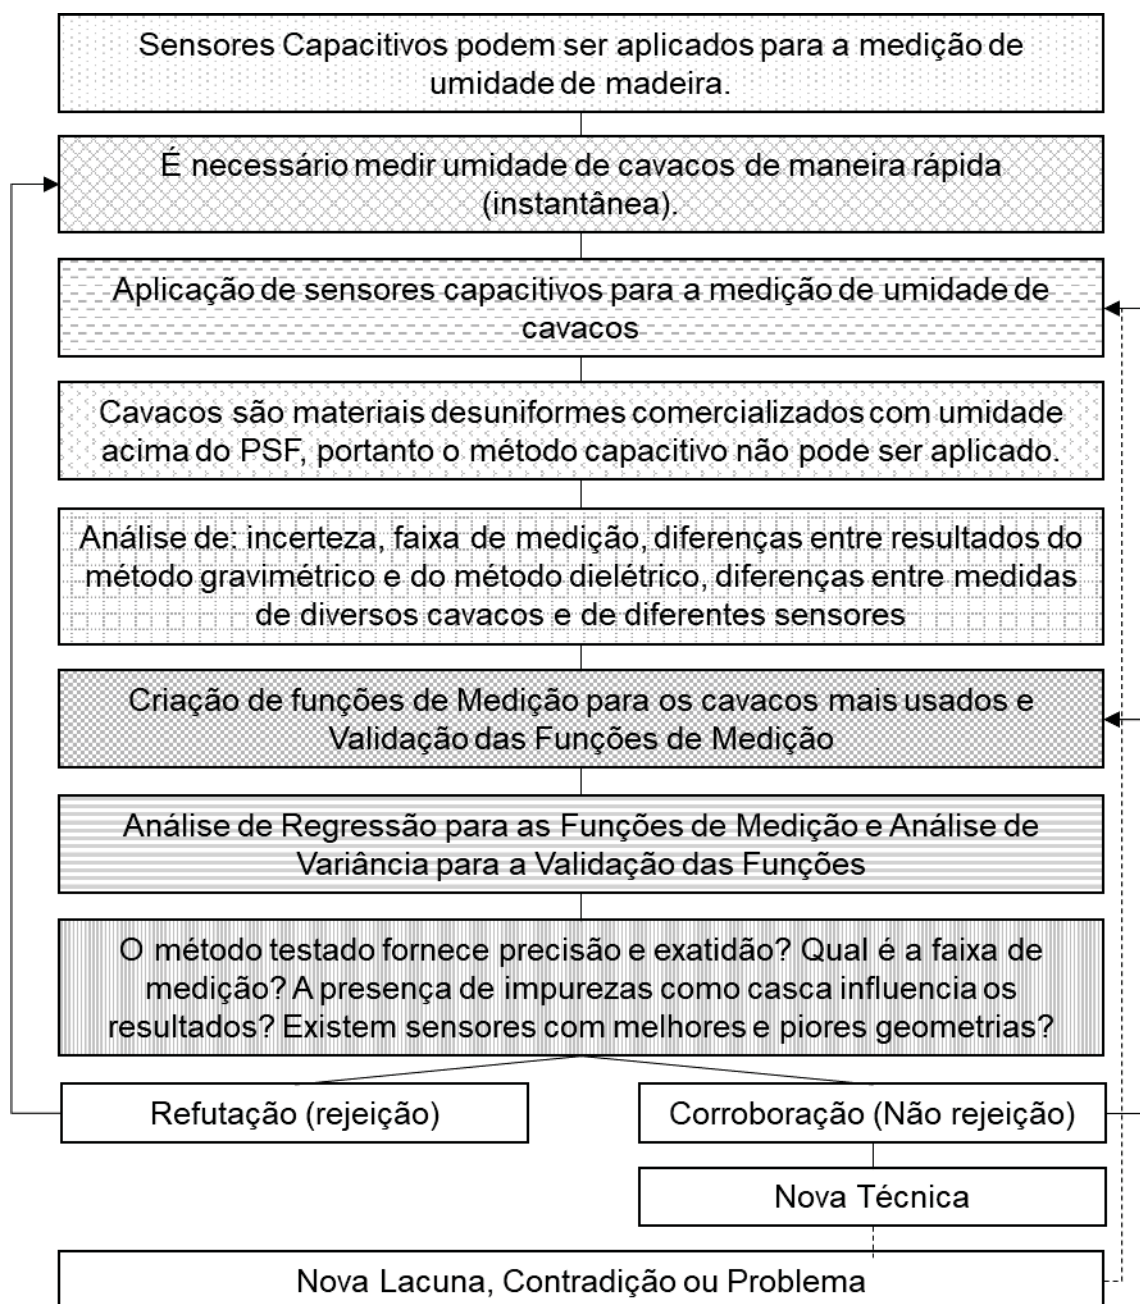 Sensores Capacitivos podem ser aplicados para a medição de
umidade de madeira.
É necessário medir umidade de cavacos de maneira rápida
(instantânea).
Aplicação de sensores capacitivos para a medição de umidade de
cavacos
Cavacos são materiais desuniformes comercializados com umidade
acima do PSF, portanto o método capacitivo não pode ser aplicado.
Análise de: incerteza, faixa de medição, diferenças entre resultados do
método gravimétrico e do método dielétrico, diferenças entre medidas
de diversos cavacos e de diferentes sensores
Criação de funções de Medição para os cavacos mais usados e
Validação das Funções de Medição
Análise de Regressão para as Funções de Medição e Análise de
Variância para a Validação das Funções
O método testado fornece precisão e exatidão? Qual é a faixa de
medição? A presença de impurezas como casca influencia os
resultados? Existem sensores com melhores e piores geometrias?
Refutação (rejeição)
Corroboração (Não rejeição)
Nova Técnica
Nova Lacuna, Contradição ou Problema